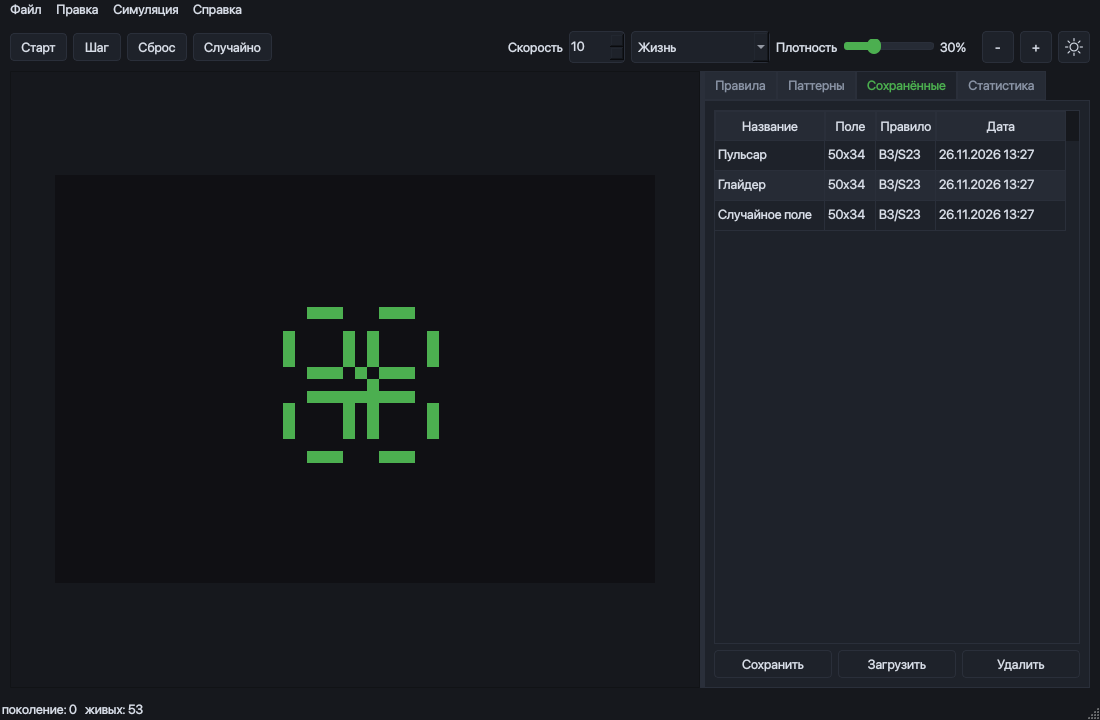 Файл Правка Симуляция Справка
Старт Шаг Сброс Случайно Скорость 10 Жизнь Плотность 30% - +
Правила Паттерны Сохранённые Статистика
Название Поле Правило Дата
Пульсар 50x34 B3/S23 26.11.2026 13:27
Глайдер 50x34 B3/S23 26.11.2026 13:27
Случайное поле 50x34 B3/S23 26.11.2026 13:27
Сохранить Загрузить Удалить
поколение: 0 живых: 53